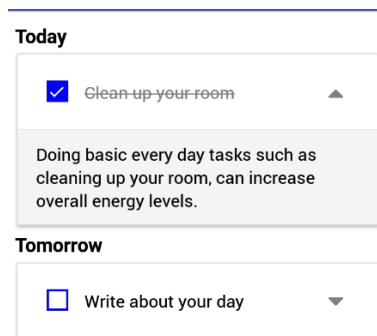 Today
Clean up your room
Doing basic every day tasks such as
cleaning up your room, can increase
overall energy levels.
Tomorrow
Write about your day